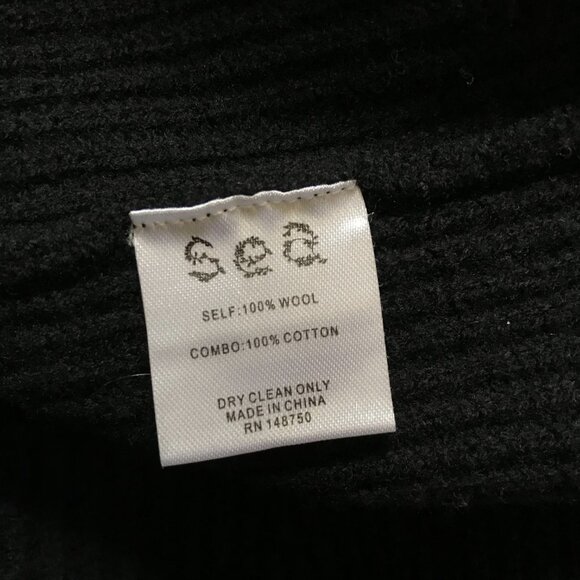 sea
SELF:100% WOOL
COMBO:100% COTTON
DRY CLEAN ONLY
MADE IN CHINA
RN 148750